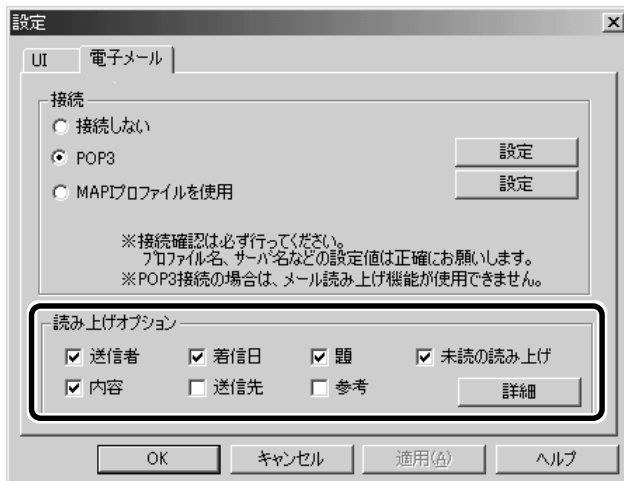 設定
UI 電子メール
接続
接続しない
POP3 設定
MAPIプロファイルを使用 設定
※接続確認は必ず行ってください。
プロファイル名、サーバ名などの設定値は正確にお願いします。
※POP3接続の場合は、メール読み上げ機能が使用できません。
読み上げオプション
送信者 着信日 題 未読の読み上げ
内容 送信先 参考 詳細
OK キャンセル 適用(A) ヘルプ